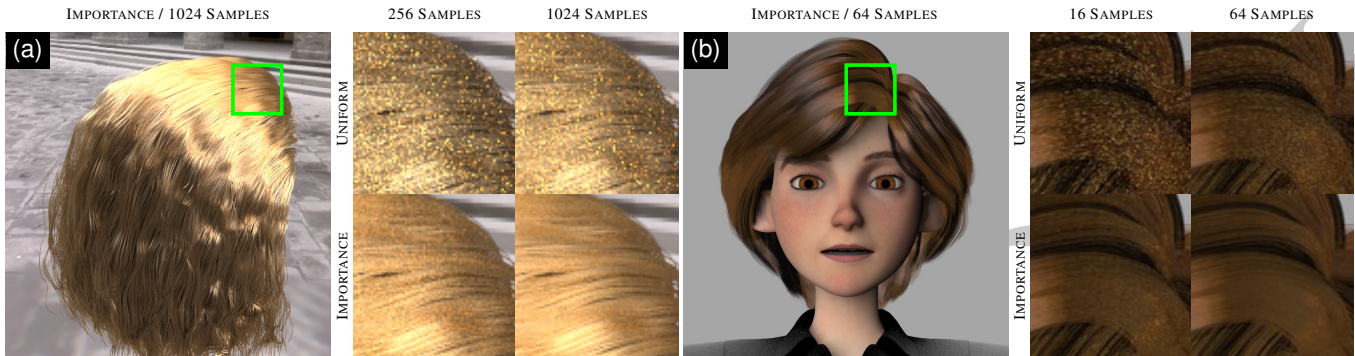 IMPORTANCE / 1024 SAMPLES
256 SAMPLES
1024 SAMPLES
IMPORTANCE / 64 SAMPLES
16 SAMPLES
64 SAMPLES
(a)
UNIFORM
IMPORTANCE
(b)
UNIFORM
IMPORTANCE